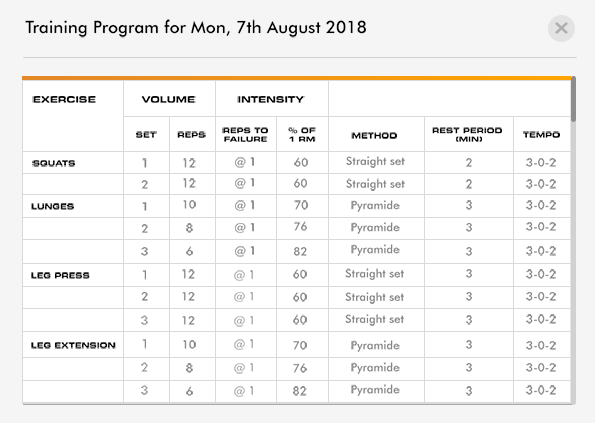 Training Program for Mon, 7th August 2018
EXERCISE VOLUME INTENSITY
SET REPS REPS TO FAILURE % OF 1 RM METHOD REST PERIOD (MIN) TEMPO
SQUATS 1 12 @ 1 60 Straight set 2 3-0-2
2 12 @ 1 60 Straight set 2 3-0-2
LUNGES 1 10 @ 1 70 Pyramide 3 3-0-2
2 8 @ 1 76 Pyramide 3 3-0-2
3 6 @ 1 82 Pyramide 3 3-0-2
LEG PRESS 1 12 @ 1 60 Straight set 3 3-0-2
2 12 @ 1 60 Straight set 3 3-0-2
3 12 @ 1 60 Straight set 3 3-0-2
LEG EXTENSION 1 10 @ 1 70 Pyramide 3 3-0-2
2 8 @ 1 76 Pyramide 3 3-0-2
3 6 @ 1 82 Pyramide 3 3-0-2